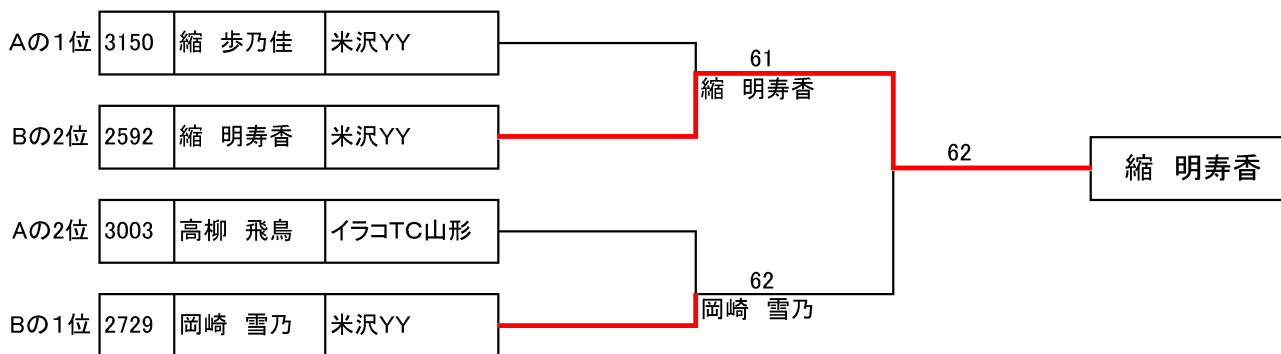 Aの1位 3150 縮　歩乃佳 米沢YY
61
縮　明寿香
Bの2位 2592 縮　明寿香 米沢YY
62
縮　明寿香
Aの2位 3003 高柳　飛鳥 イラコTC山形
62
岡崎　雪乃
Bの1位 2729 岡崎　雪乃 米沢YY